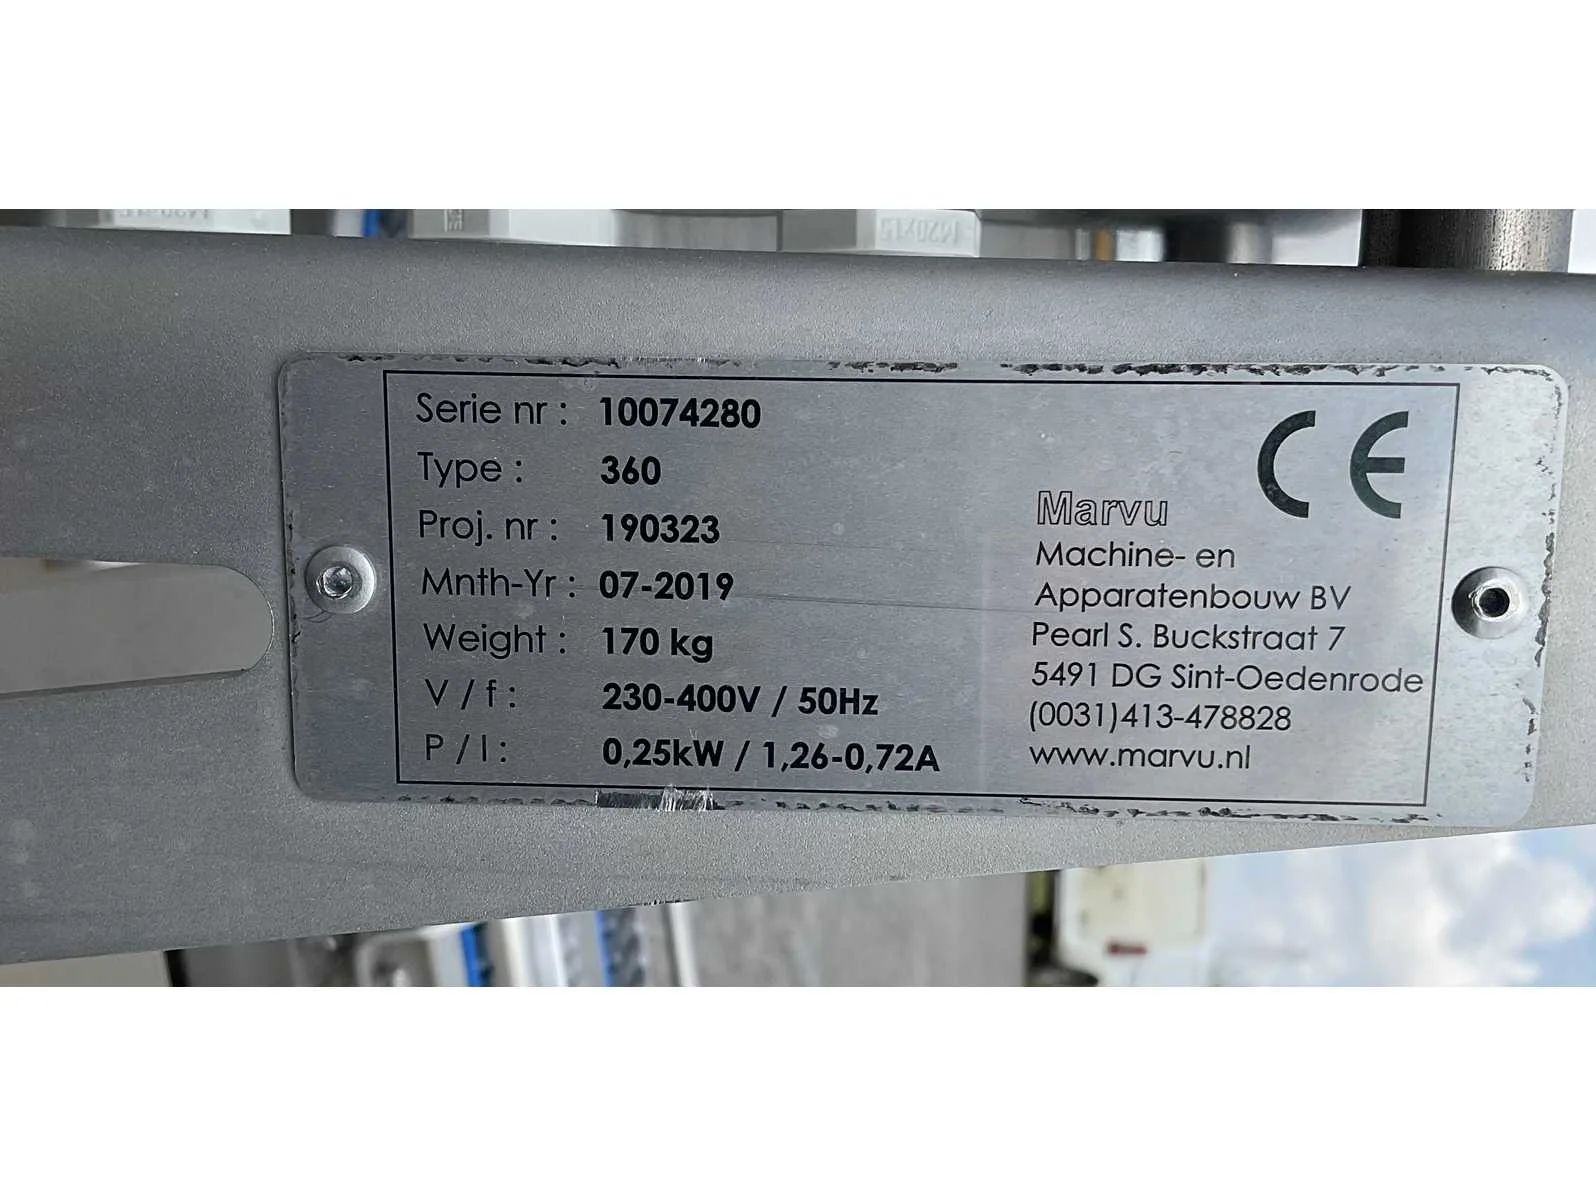 Serie nr : 10074280
Type : 360
Proj. nr : 190323
Mnth-Yr : 07-2019
Weight : 170 kg
V / f : 230-400V / 50Hz
P / I : 0,25kW / 1,26-0,72A
CE
Marvu
Machine- en
Apparatenbouw BV
Pearl S. Buckstraat 7
5491 DG Sint-Oedenrode
(0031)413-478828
www.marvu.nl